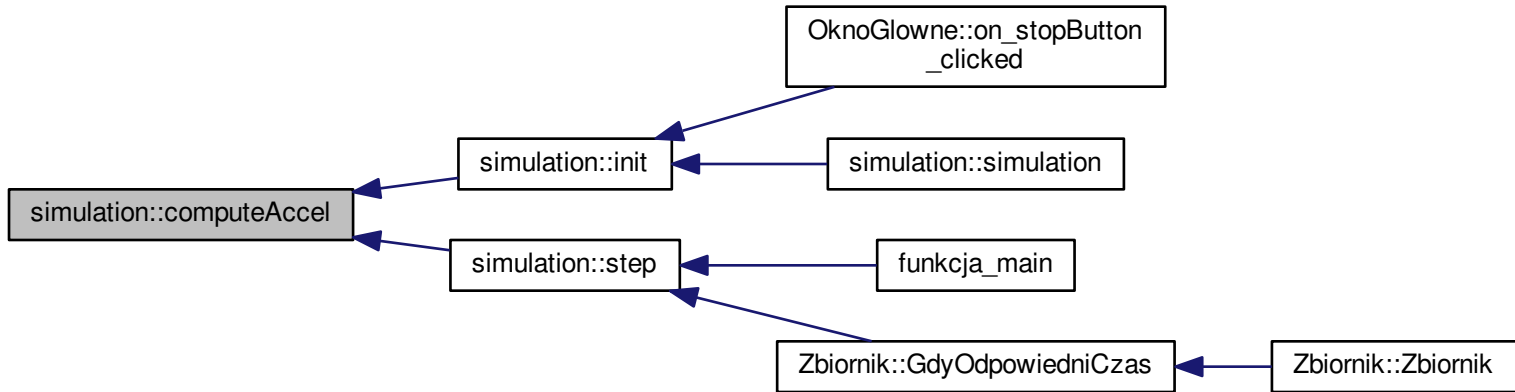 OknoGlowne::on_stopButton
_clicked
simulation::init
simulation::simulation
simulation::computeAccel
simulation::step
funkcja_main
Zbiornik::GdyOdpowiedniCzas
Zbiornik::Zbiornik